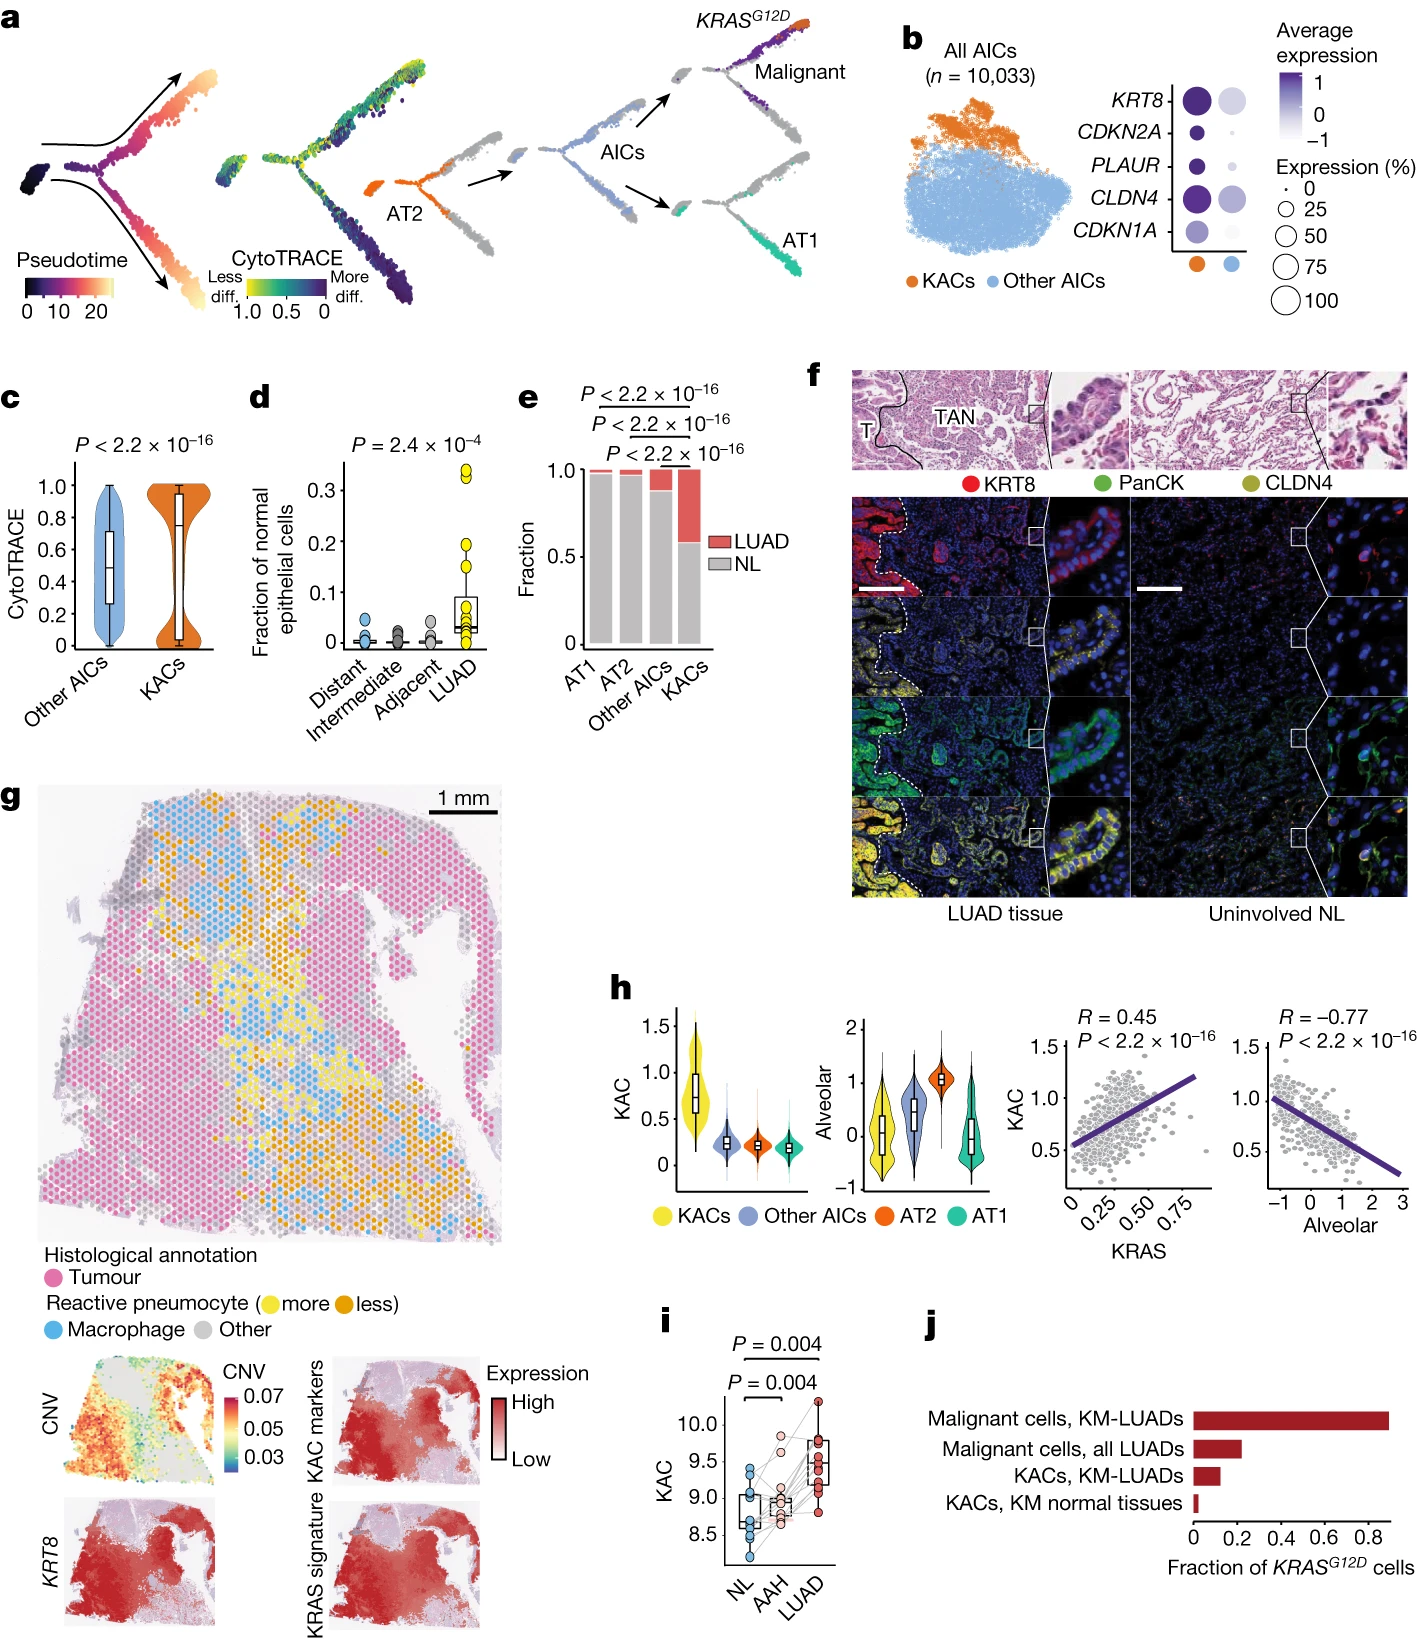 a
Pseudotime
0 10 20
CytoTRACE
Less diff.
More diff.
1.0 0.5 0
AT2
AICs
KRAS^G12D
Malignant
AT1
b
All AICs
(n = 10,033)
KACs Other AICs
KRT8
CDKN2A
PLAUR
CLDN4
CDKN1A
Average
expression
1
0
−1
Expression (%)
0
25
50
75
100
c
P < 2.2 × 10⁻¹⁶
CytoTRACE
1.0
0.8
0.6
0.4
0.2
0
Other AICs
KACs
d
P = 2.4 × 10⁻⁴
Fraction of normal
epithelial cells
0.3
0.2
0.1
0
Distant
Intermediate
Adjacent
LUAD
e
P < 2.2 × 10⁻¹⁶
P < 2.2 × 10⁻¹⁶
P < 2.2 × 10⁻¹⁶
Fraction
1.0
0.5
0
LUAD
NL
AT1
AT2
Other AICs
KACs
f
T
TAN
KRT8 PanCK CLDN4
LUAD tissue
Uninvolved NL
g
1 mm
Histological annotation
Tumour
Reactive pneumocyte (more less)
Macrophage Other
CNV
CNV
0.07
0.05
0.03
KAC markers
Expression
High
Low
KRT8
KRAS signature
h
KAC
1.5
1.0
0.5
0
Alveolar
2
1
0
−1
KACs Other AICs AT2 AT1
R = 0.45
P < 2.2 × 10⁻¹⁶
KAC
1.5
1.0
0.5
0 0.25 0.50 0.75
KRAS
R = −0.77
P < 2.2 × 10⁻¹⁶
1.5
1.0
0.5
−1 0 1 2 3
Alveolar
i
P = 0.004
P = 0.004
KAC
10.0
9.5
9.0
8.5
NL
AAH
LUAD
j
Malignant cells, KM-LUADs
Malignant cells, all LUADs
KACs, KM-LUADs
KACs, KM normal tissues
0 0.2 0.4 0.6 0.8
Fraction of KRAS^G12D cells